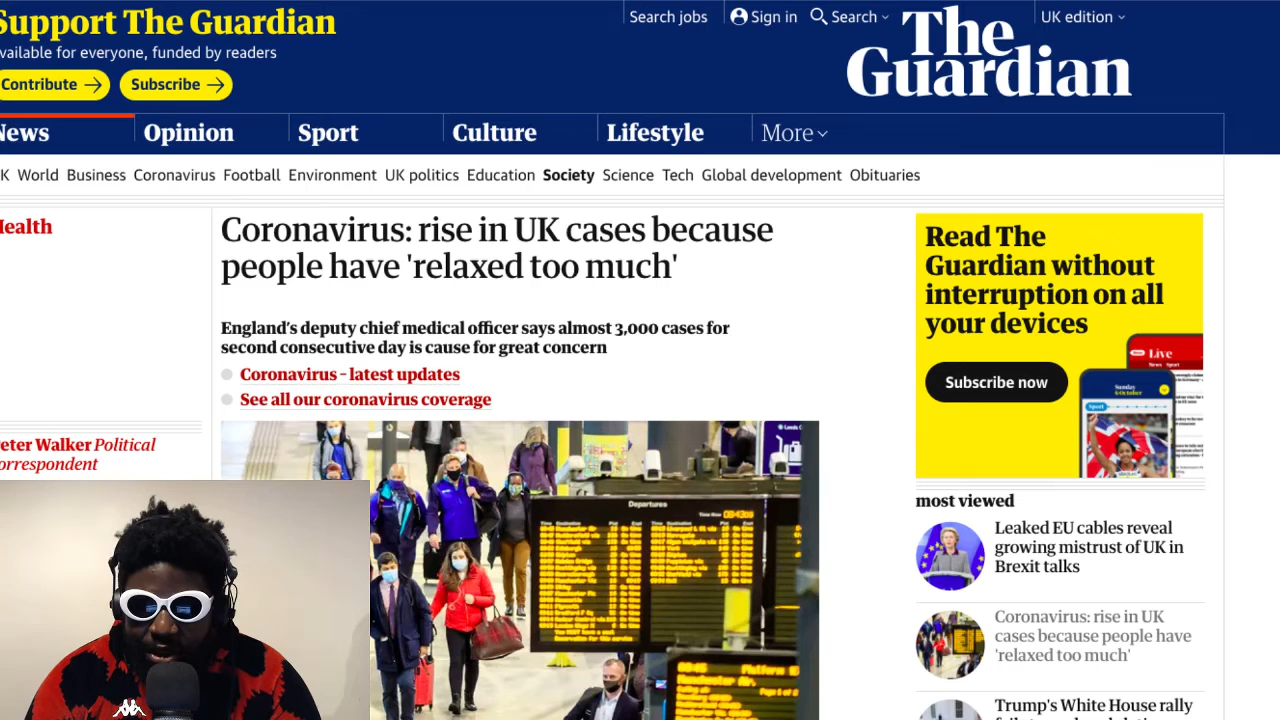 Support The Guardian
vailable for everyone, funded by readers
Contribute → Subscribe →
Search jobs Sign in Search UK edition
The
Guardian
News Opinion Sport Culture Lifestyle More
K World Business Coronavirus Football Environment UK politics Education Society Science Tech Global development Obituaries
Health
Coronavirus: rise in UK cases because
people have 'relaxed too much'
England's deputy chief medical officer says almost 3,000 cases for
second consecutive day is cause for great concern
Coronavirus – latest updates
See all our coronavirus coverage
eter Walker Political
orrespondent
Departures
Read The
Guardian without
interruption on all
your devices
Subscribe now
Live
Sunday
6 October
Sport
most viewed
Leaked EU cables reveal
growing mistrust of UK in
Brexit talks
Coronavirus: rise in UK
cases because people have
'relaxed too much'
Trump's White House rally